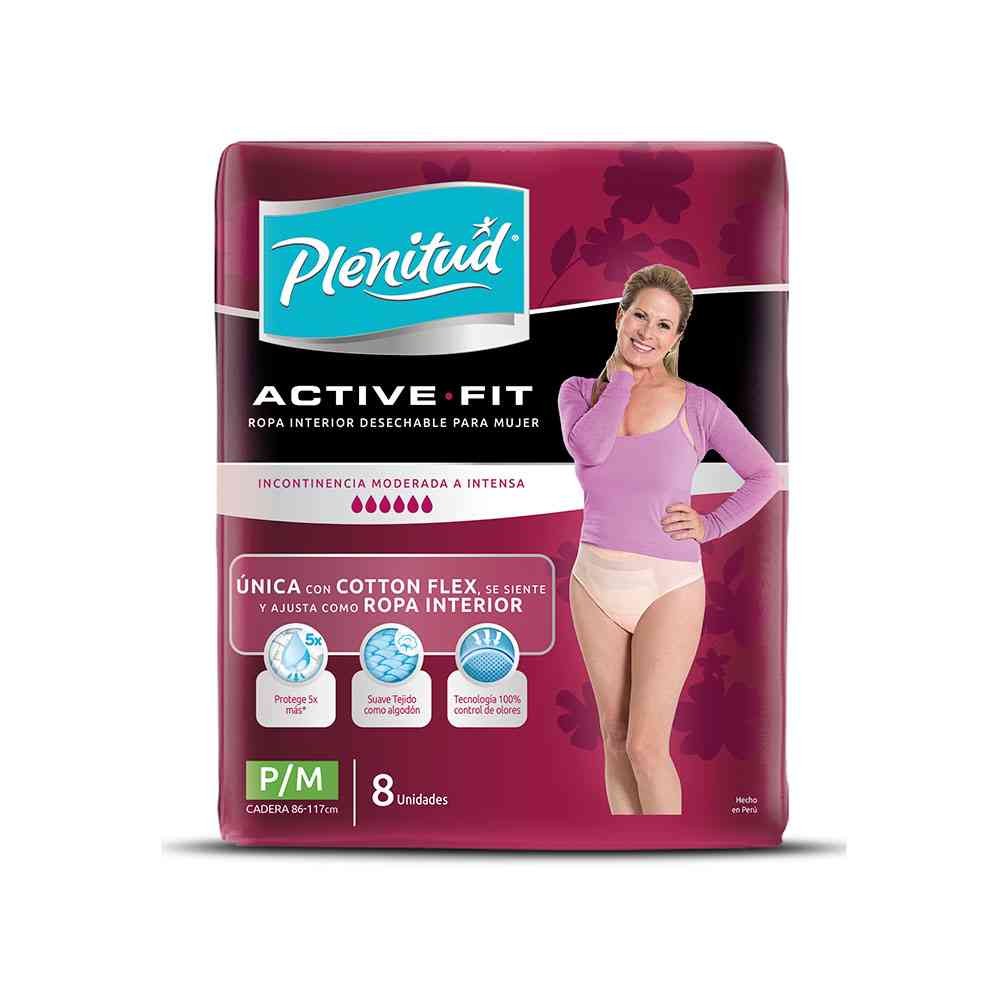 Plenitud®
ACTIVE•FIT
ROPA INTERIOR DESECHABLE PARA MUJER
INCONTINENCIA MODERADA A INTENSA
ÚNICA CON COTTON FLEX, SE SIENTE
Y AJUSTA COMO ROPA INTERIOR
5x
Protege 5x
más*
Suave Tejido
como algodón
Tecnología 100%
control de olores
P/M
CADERA 86-117cm
8 Unidades
Hecho
en Perú